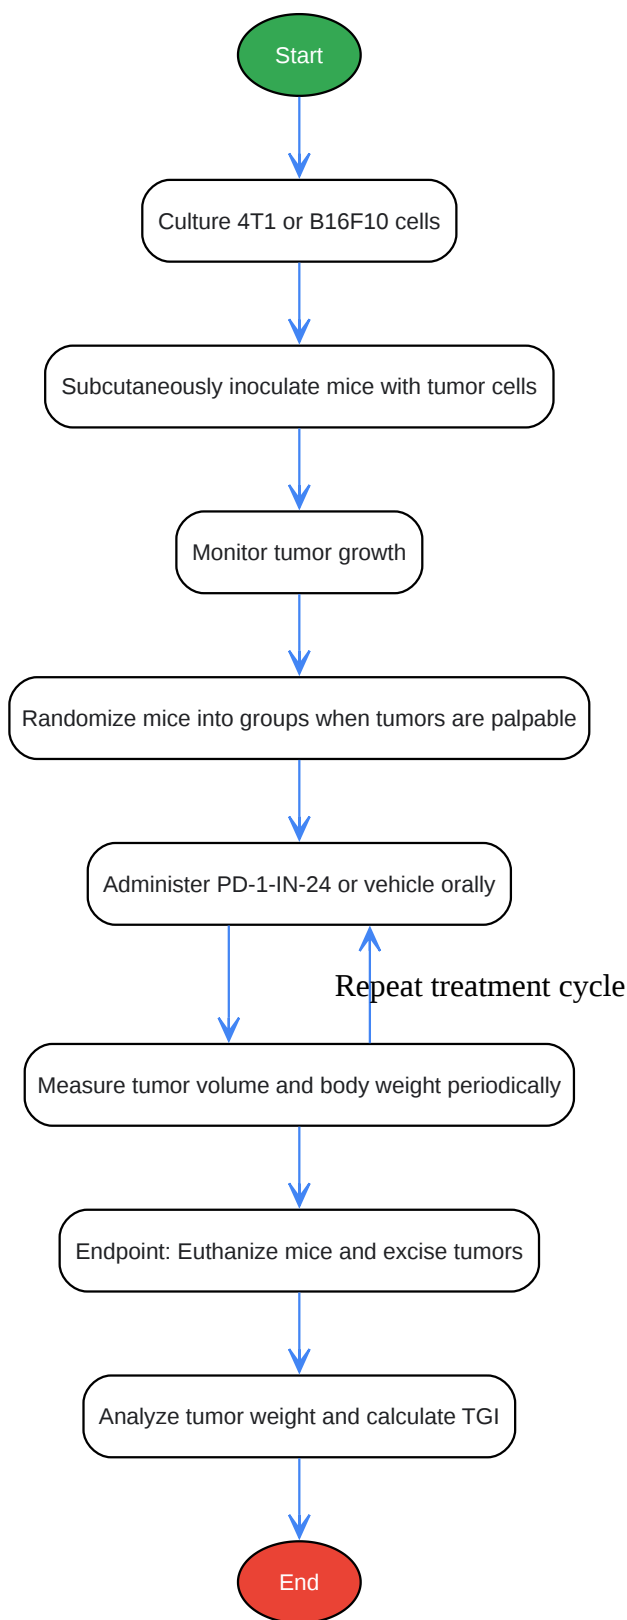 Start
Culture 4T1 or B16F10 cells
Subcutaneously inoculate mice with tumor cells
Monitor tumor growth
Randomize mice into groups when tumors are palpable
Administer PD-1-IN-24 or vehicle orally
Repeat treatment cycle
Measure tumor volume and body weight periodically
Endpoint: Euthanize mice and excise tumors
Analyze tumor weight and calculate TGI
End